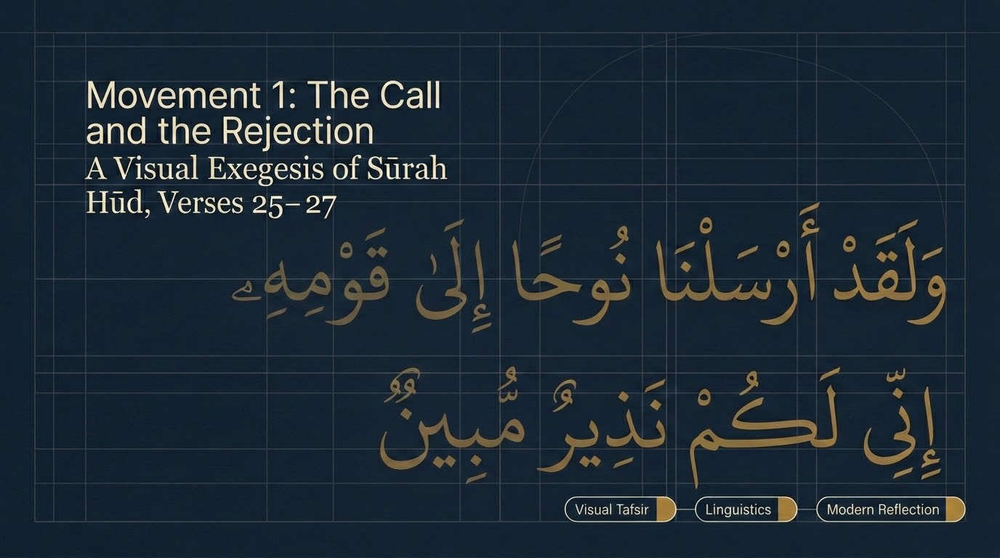 Movement 1: The Call
and the Rejection
A Visual Exegesis of Sūrah
Hūd, Verses 25–27
وَلَقَدْ أَرْسَلْنَا نُوحًا إِلَىٰ قَوْمِهِۦ
إِنِّي لَكُمْ نَذِيرٌ مُّبِينٌ
Visual Tafsir
Linguistics
Modern Reflection